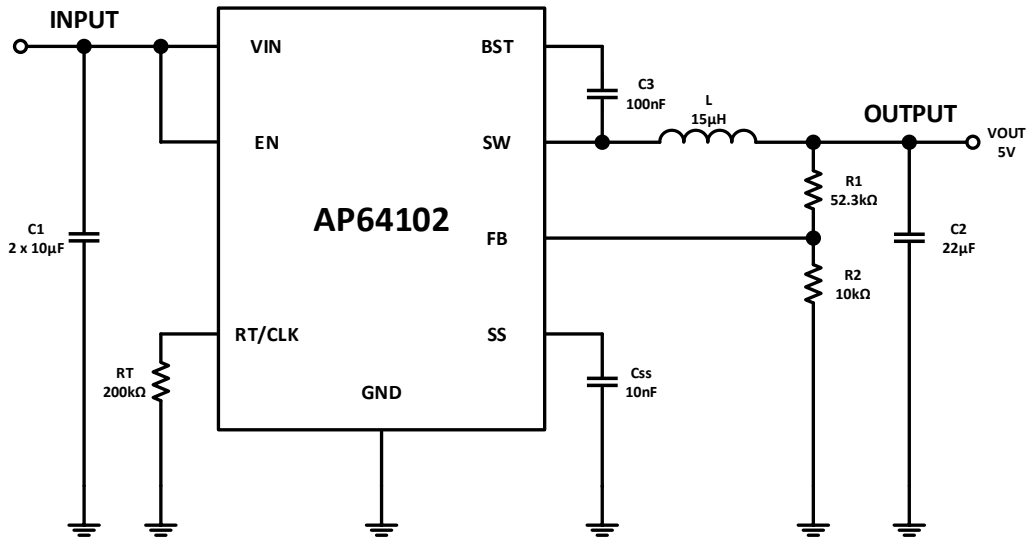 INPUT
VIN
BST
C3
100nF
L
15µH
OUTPUT
VOUT
5V
EN
SW
R1
52.3kΩ
AP64102
C1
2 x 10µF
FB
C2
22µF
R2
10kΩ
RT/CLK
SS
RT
200kΩ
Css
10nF
GND